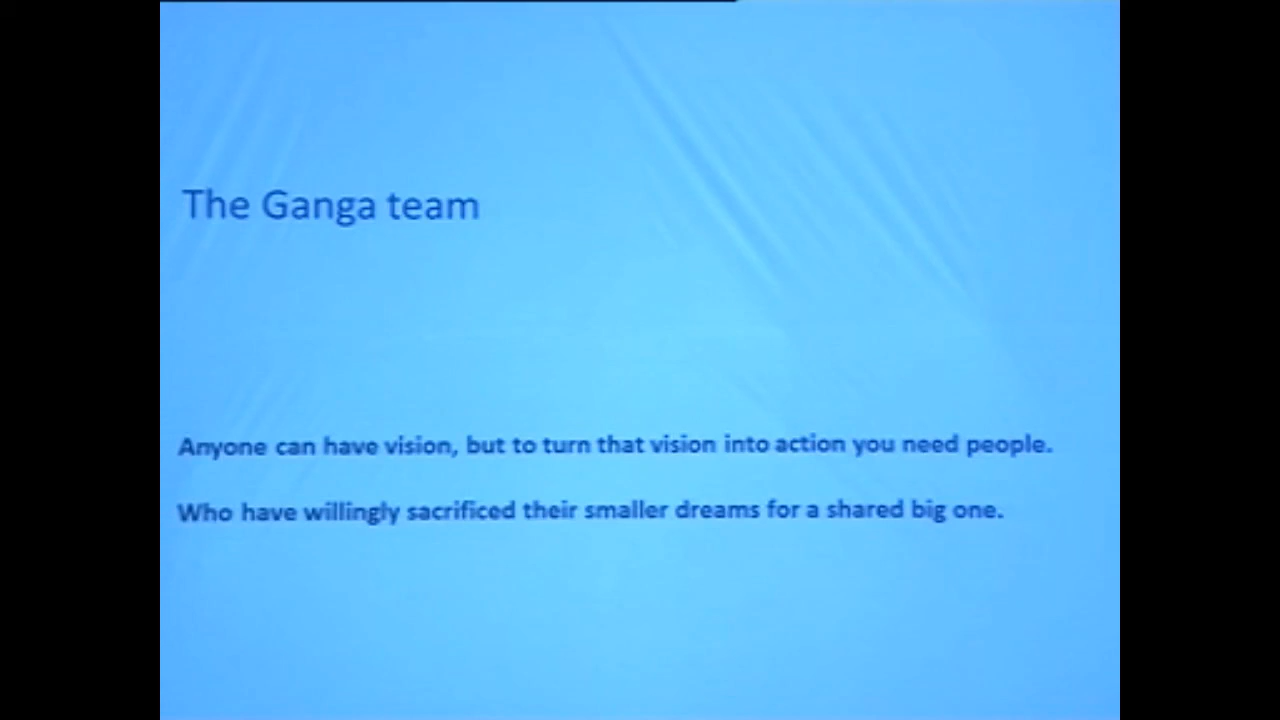 The Ganga team
Anyone can have vision, but to turn that vision into action you need people.
Who have willingly sacrificed their smaller dreams for a shared big one.